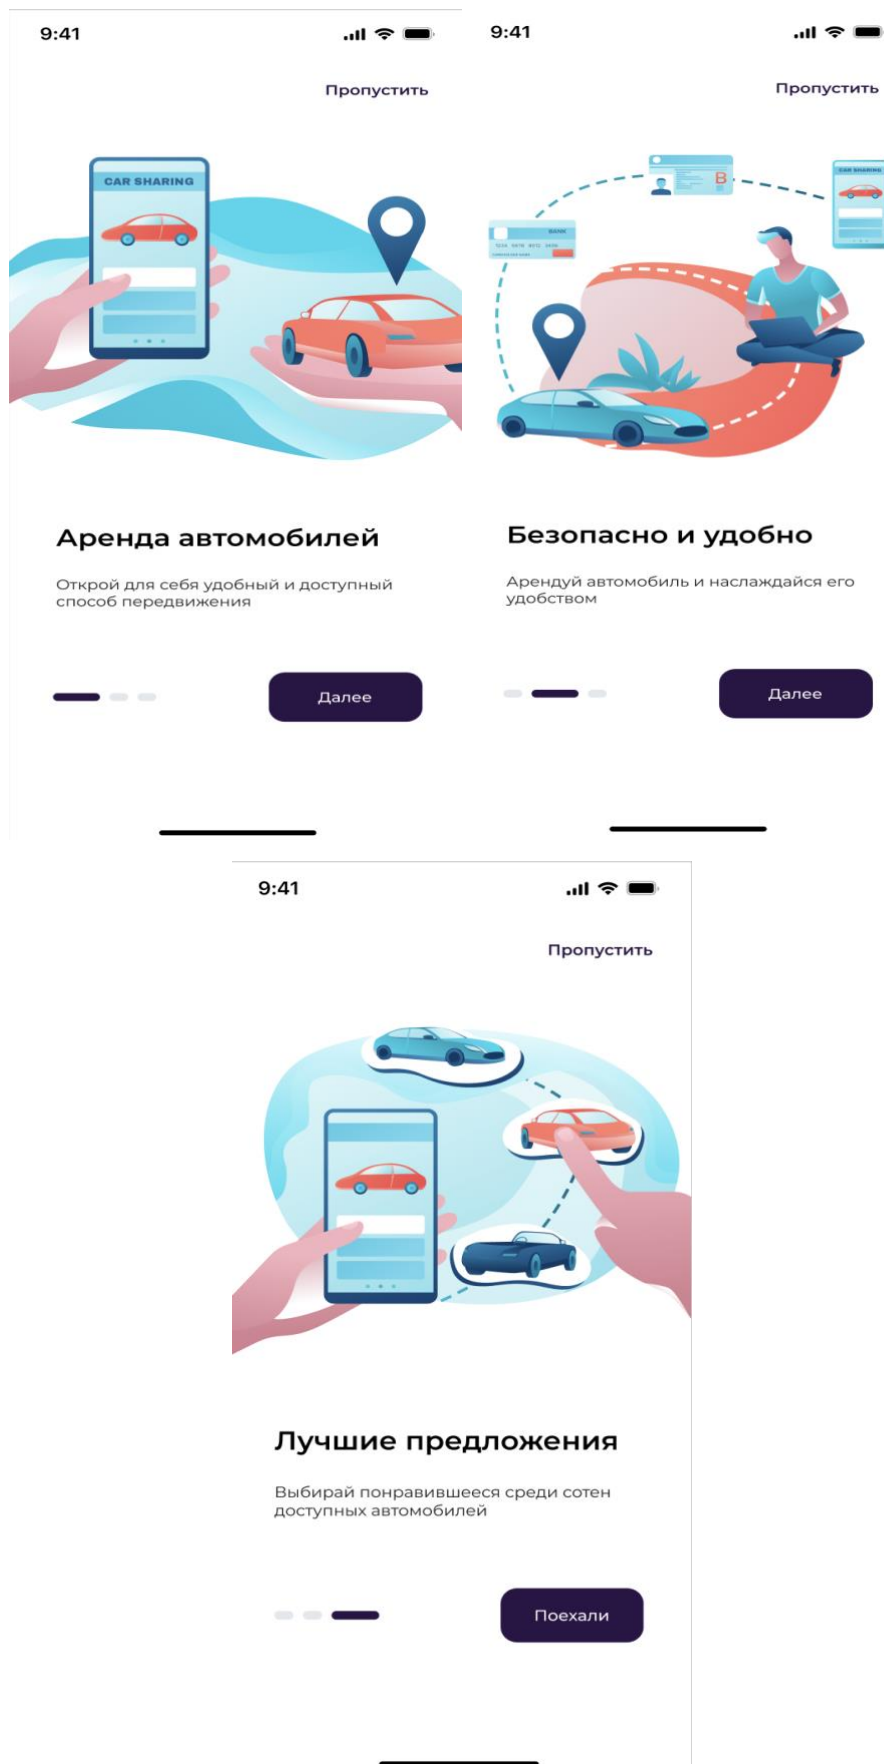 9:41
Пропустить
CAR SHARING
Аренда автомобилей
Открой для себя удобный и доступный
способ передвижения
Далее
9:41
Пропустить
B
CAR SHARING
BANK
Безопасно и удобно
Арендуй автомобиль и наслаждайся его
удобством
Далее
9:41
Пропустить
Лучшие предложения
Выбирай понравившееся среди сотен
доступных автомобилей
Поехали